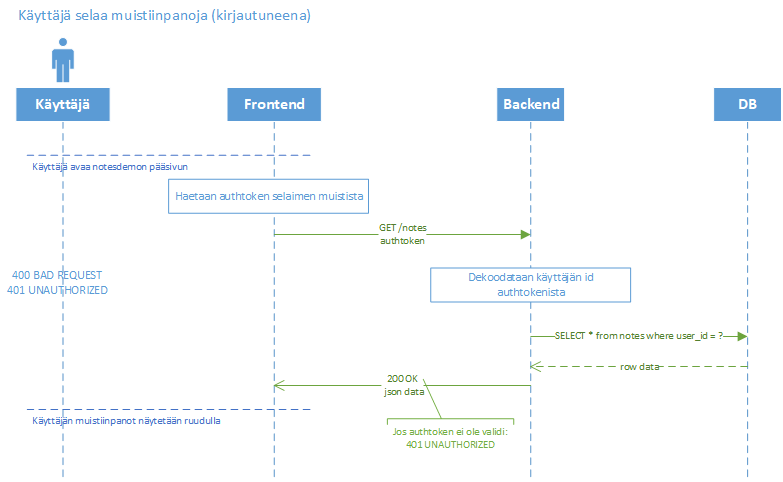 Käyttäjä selaa muistiinpanoja (kirjautuneena)
Käyttäjä
Frontend
Backend
DB
Käyttäjä avaa notesdemon pääsivun
Haetaan authtoken selaimen muistista
GET /notes
authtoken
400 BAD REQUEST
401 UNAUTHORIZED
Dekoodataan käyttäjän id
authtokenista
SELECT * from notes where user_id = ?
row data
200 OK
json data
Käyttäjän muistiinpanot näytetään ruudulla
Jos authtoken ei ole validi:
401 UNAUTHORIZED